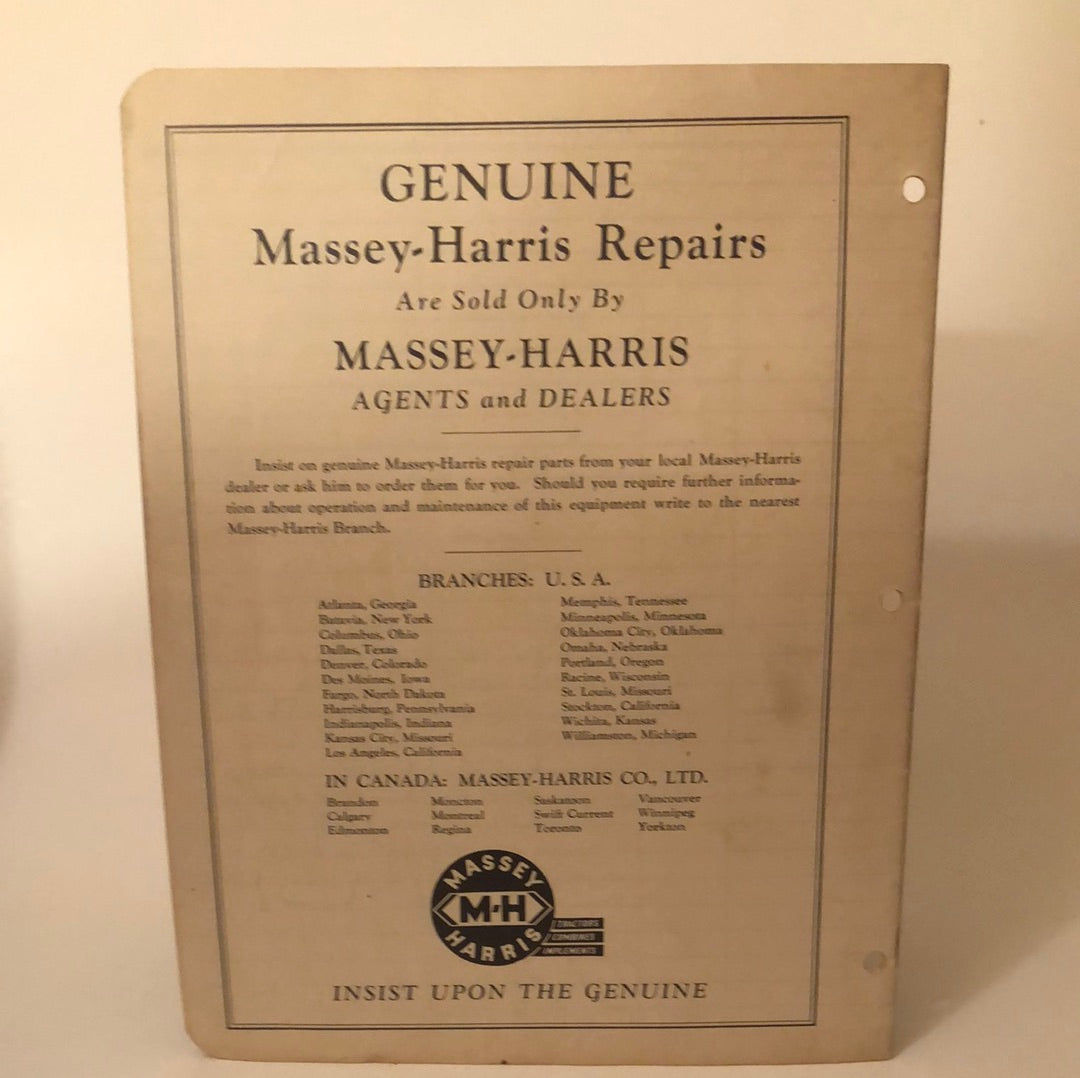 GENUINE
Massey-Harris Repairs
Are Sold Only By
MASSEY-HARRIS
AGENTS and DEALERS
Insist on genuine Massey-Harris repair parts from your local Massey-Harris
dealer or ask him to order them for you. Should you require further informa-
tion about operation and maintenance of this equipment write to the nearest
Massey-Harris Branch.
BRANCHES: U. S. A.
Atlanta, Georgia
Batavia, New York
Columbus, Ohio
Dallas, Texas
Denver, Colorado
Des Moines, Iowa
Fargo, North Dakota
Harrisburg, Pennsylvania
Indianapolis, Indiana
Kansas City, Missouri
Los Angeles, California
Memphis, Tennessee
Minneapolis, Minnesota
Oklahoma City, Oklahoma
Omaha, Nebraska
Portland, Oregon
Racine, Wisconsin
St. Louis, Missouri
Stockton, California
Wichita, Kansas
Williamston, Michigan
IN CANADA: MASSEY-HARRIS CO., LTD.
Brandon Moncton Saskatoon Vancouver
Calgary Montreal Swift Current Winnipeg
Edmonton Regina Toronto Yorkton
MASSEY
M-H
HARRIS
TRACTORS
COMBINES
IMPLEMENTS
INSIST UPON THE GENUINE